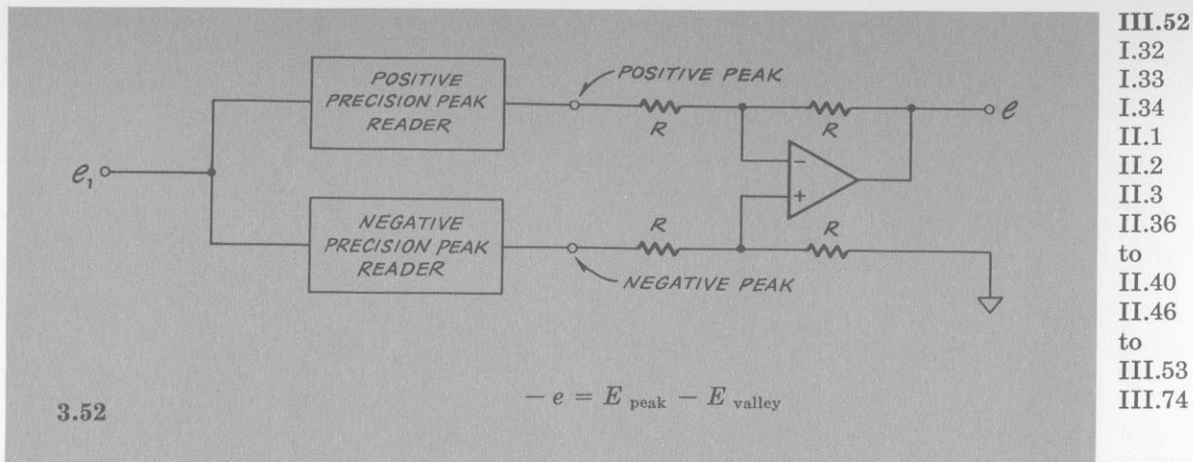 POSITIVE
PRECISION PEAK
READER
POSITIVE PEAK
R
R
e
e₁
−
+
NEGATIVE
PRECISION PEAK
READER
R
R
NEGATIVE PEAK
− e = E peak − E valley
3.52
III.52
I.32
I.33
I.34
II.1
II.2
II.3
II.36
to
II.40
II.46
to
III.53
III.74